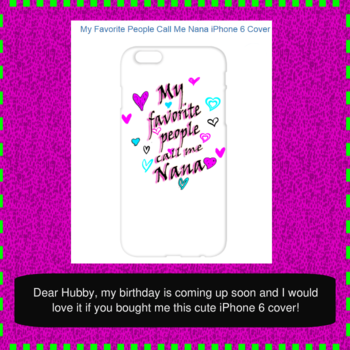 My Favorite People Call Me Nana iPhone 6 Cover
My
favorite
people
call me
Nana
Dear Hubby, my birthday is coming up soon and I would
love it if you bought me this cute iPhone 6 cover!